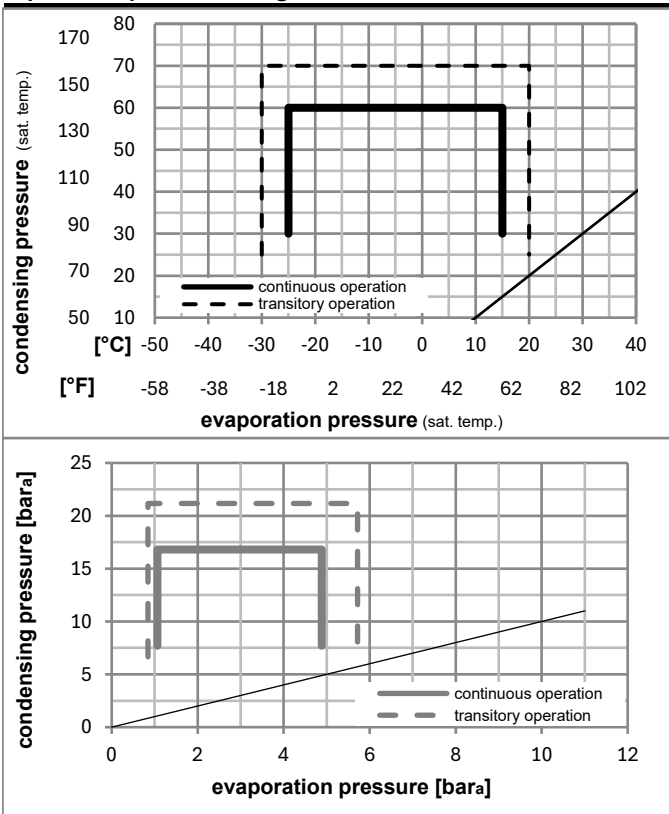 170 80
150 70
130 60
50
110 40
90 30
70 20
50 10
condensing pressure (sat. temp.)
continuous operation
transitory operation
[°C] -50 -40 -30 -20 -10 0 10 20 30 40
[°F] -58 -38 -18 2 22 42 62 82 102
evaporation pressure (sat. temp.)
25
20
15
10
5
0
condensing pressure [bara]
continuous operation
transitory operation
0 2 4 6 8 10 12
evaporation pressure [bara]